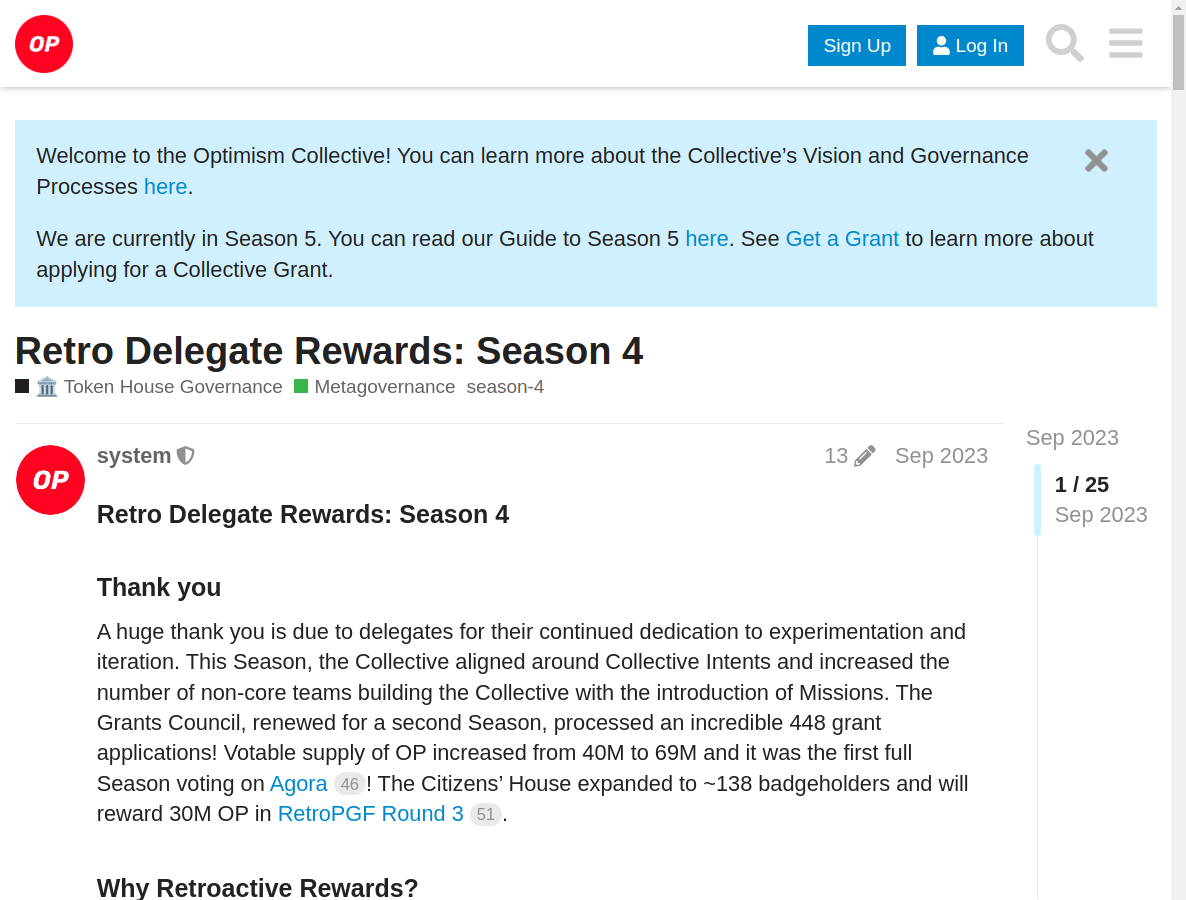 OP
Sign Up
Log In
Welcome to the Optimism Collective! You can learn more about the Collective’s Vision and Governance
Processes here.
We are currently in Season 5. You can read our Guide to Season 5 here. See Get a Grant to learn more about
applying for a Collective Grant.
Retro Delegate Rewards: Season 4
Token House Governance Metagovernance season-4
OP
system
13
Sep 2023
Sep 2023
1 / 25
Sep 2023
Retro Delegate Rewards: Season 4
Thank you
A huge thank you is due to delegates for their continued dedication to experimentation and
iteration. This Season, the Collective aligned around Collective Intents and increased the
number of non-core teams building the Collective with the introduction of Missions. The
Grants Council, renewed for a second Season, processed an incredible 448 grant
applications! Votable supply of OP increased from 40M to 69M and it was the first full
Season voting on Agora 46! The Citizens’ House expanded to ~138 badgeholders and will
reward 30M OP in RetroPGF Round 3 51.
Why Retroactive Rewards?